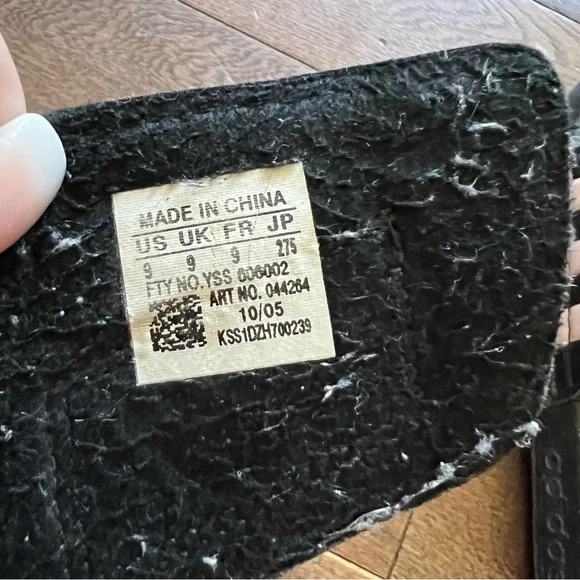 MADE IN CHINA
US UK FR JP
9 9 9 275
FTY NO.YSS 606002
ART NO. 044264
10/05
KSS1DZH700239